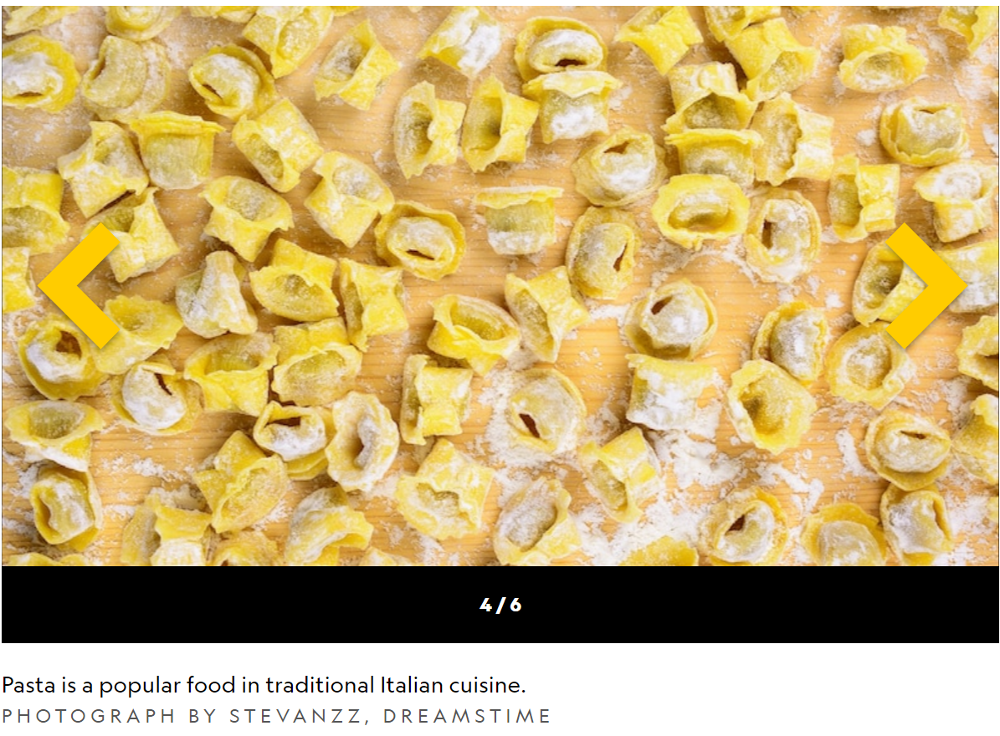 4/6
Pasta is a popular food in traditional Italian cuisine.
PHOTOGRAPH BY STEVANZZ, DREAMSTIME